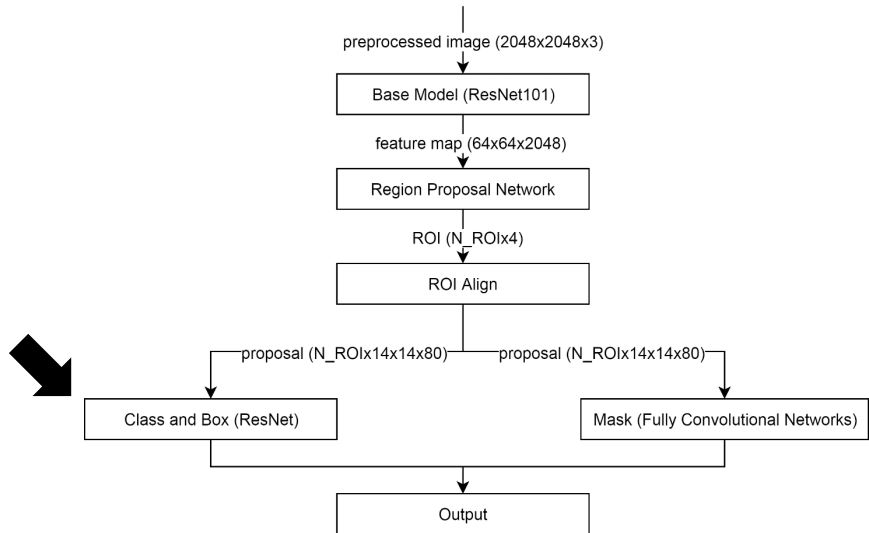 preprocessed image (2048x2048x3)
Base Model (ResNet101)
feature map (64x64x2048)
Region Proposal Network
ROI (N_ROIx4)
ROI Align
proposal (N_ROIx14x14x80)
proposal (N_ROIx14x14x80)
Class and Box (ResNet)
Mask (Fully Convolutional Networks)
Output